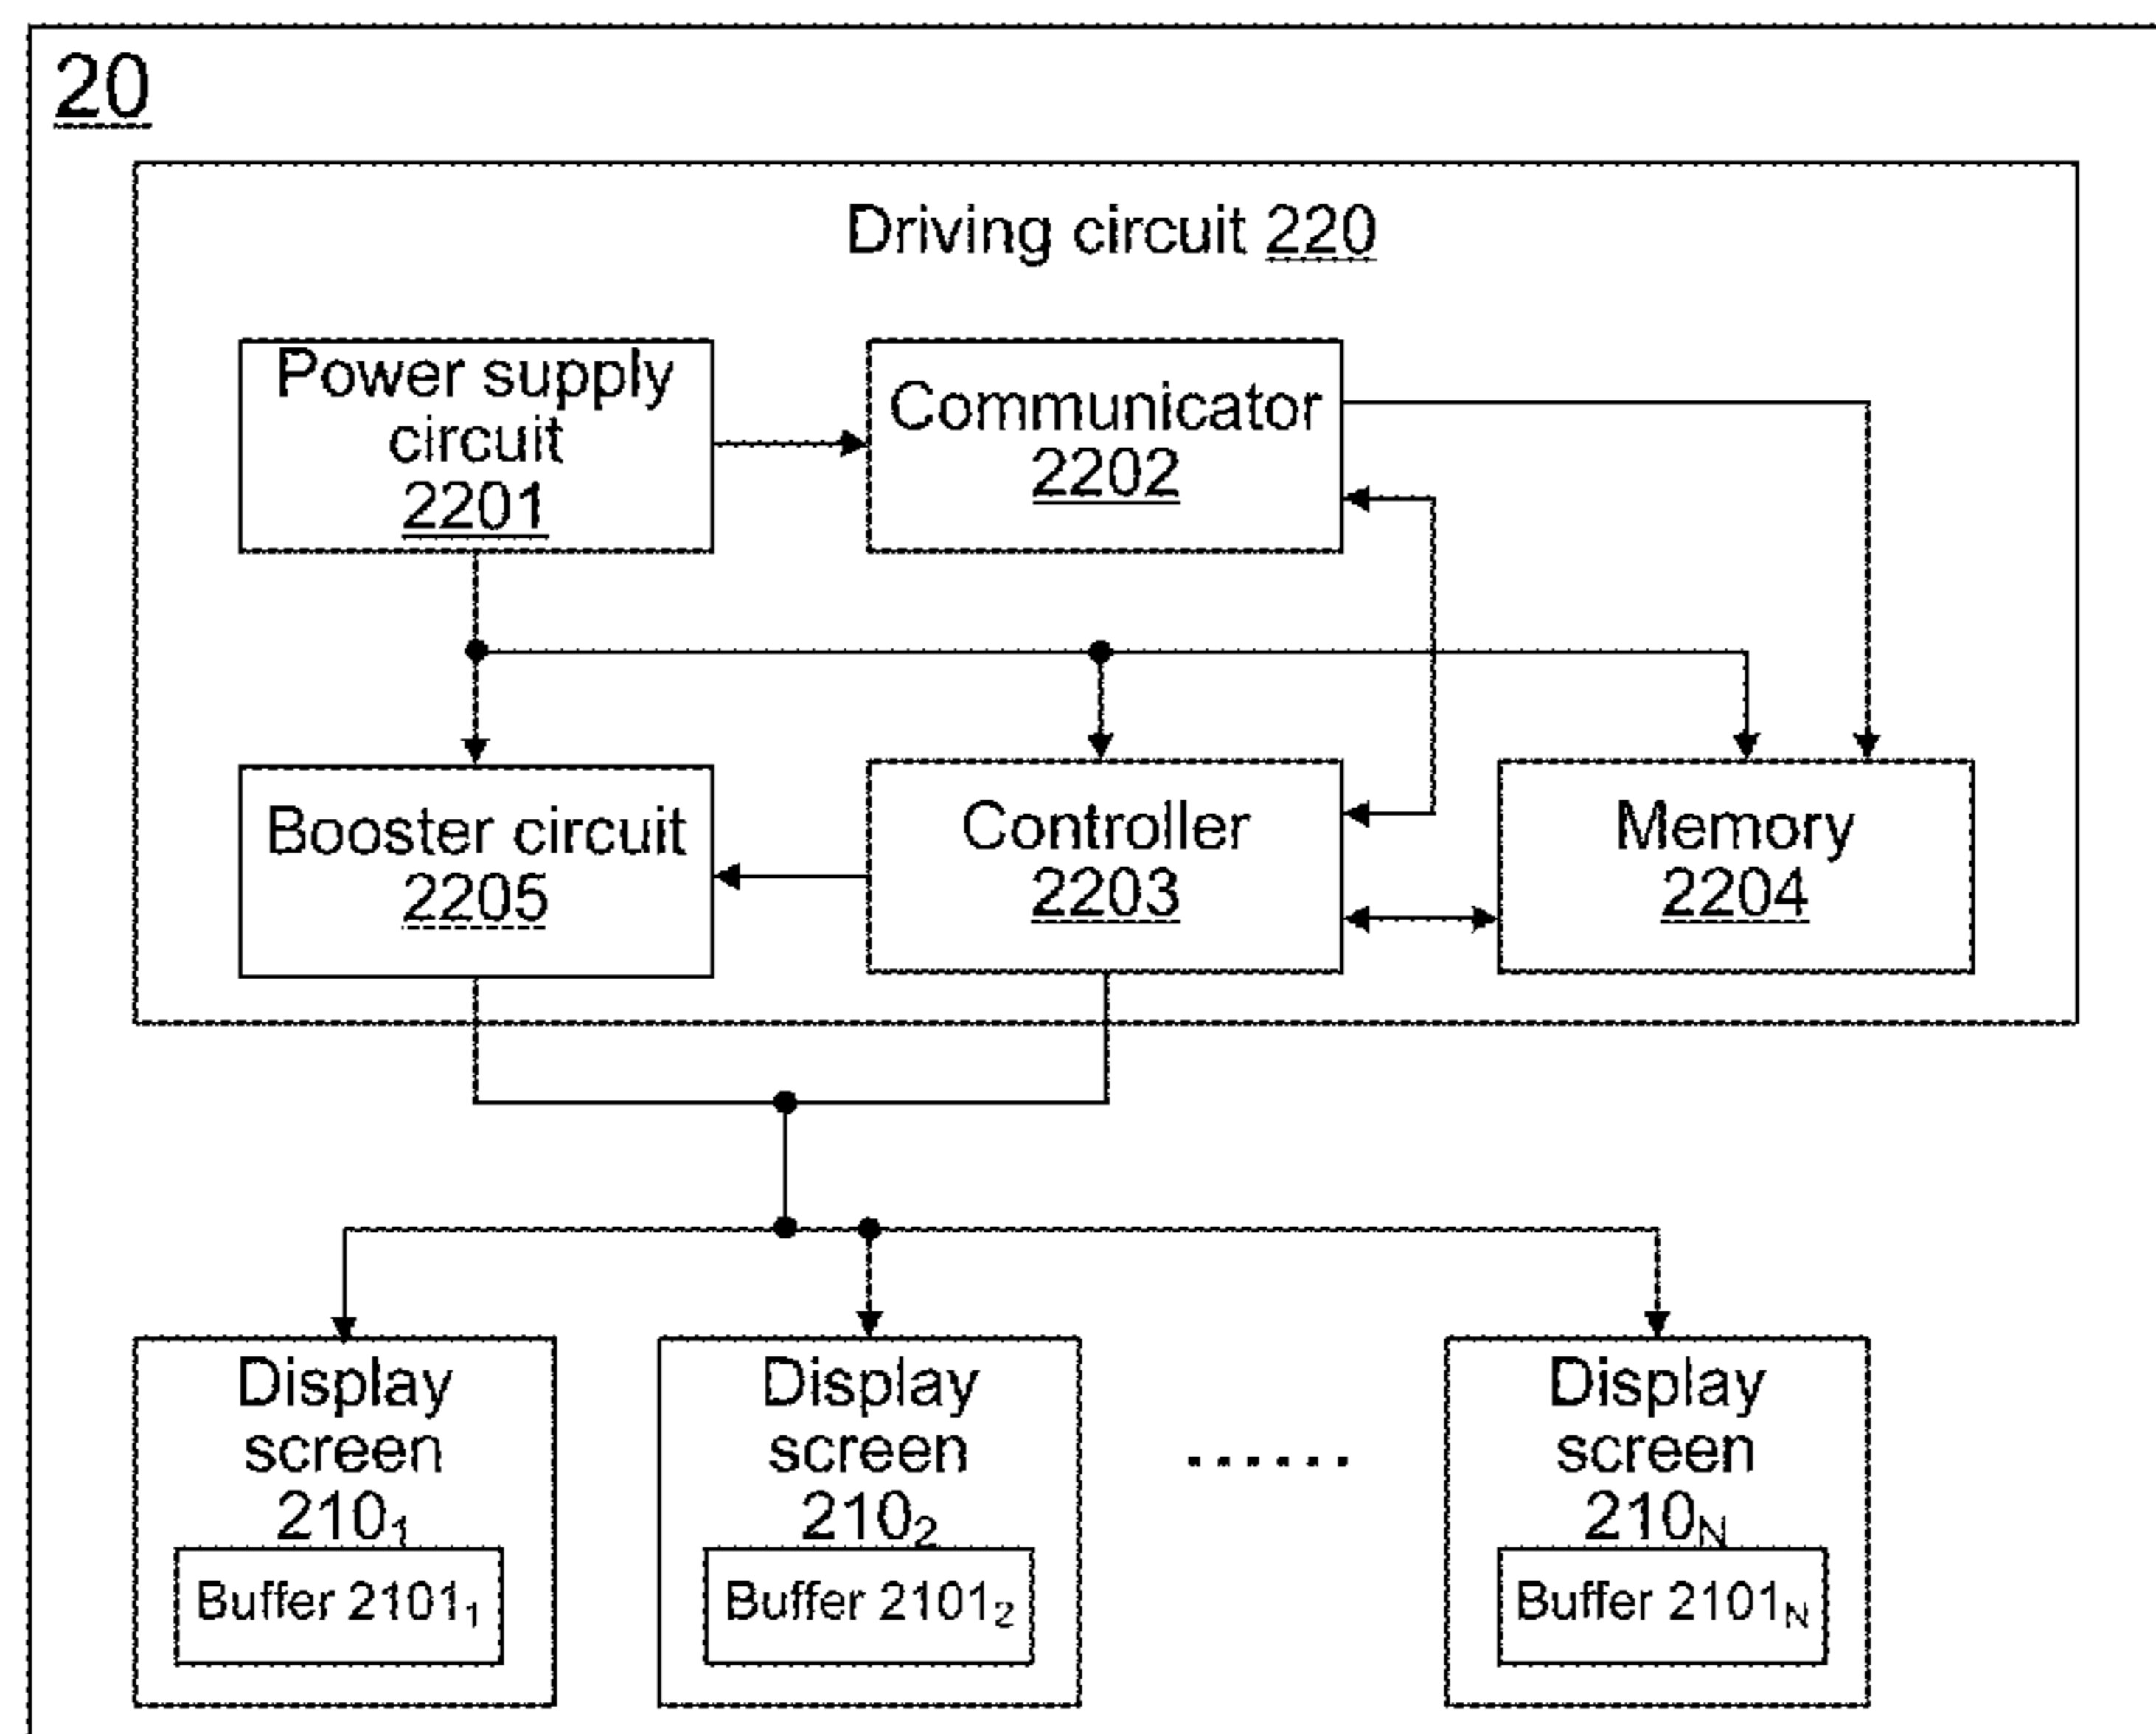 20
Driving circuit 220
Power supply
circuit
2201
Communicator
2202
Booster circuit
2205
Controller
2203
Memory
2204
Display
screen
210₁
Buffer 2101₁
Display
screen
210₂
Buffer 2101₂
......
Display
screen
210N
Buffer 2101N